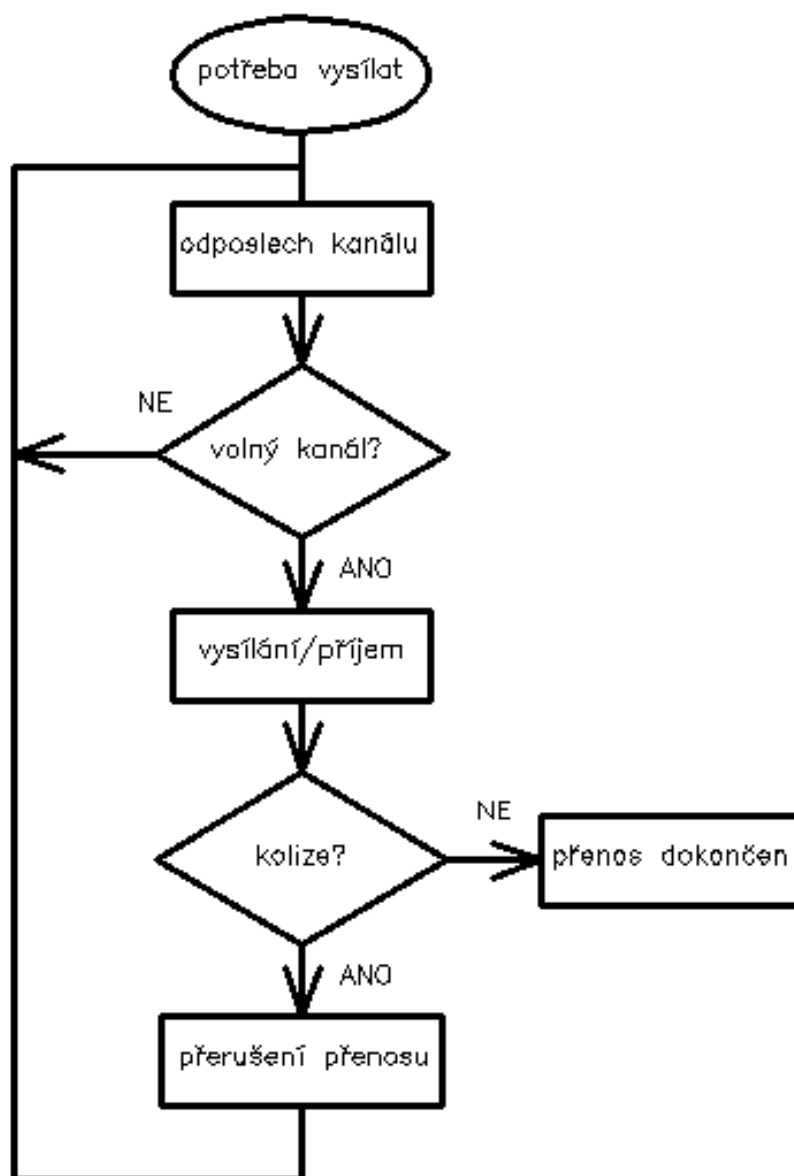 potřeba vysílat
odposlech kanálu
NE
volný kanál?
ANO
vysílání/příjem
NE
kolize?
přenos dokončen
ANO
přerušení přenosu